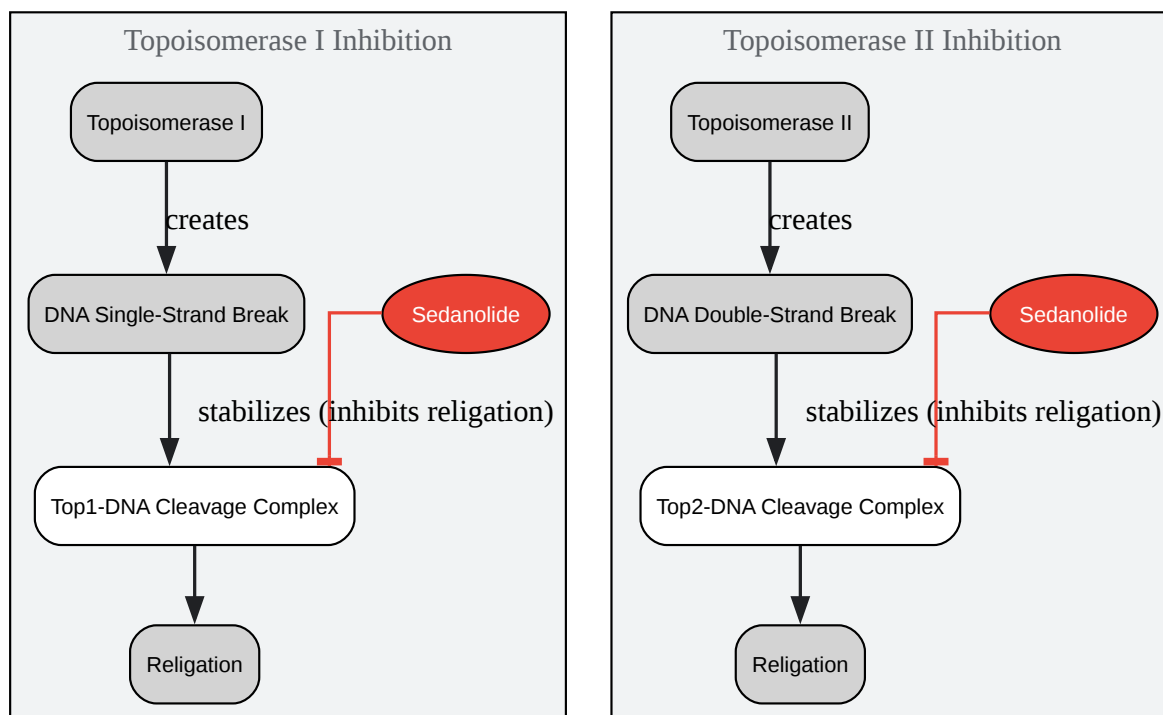 Topoisomerase I Inhibition
Topoisomerase I
creates
DNA Single-Strand Break
Sedanolide
stabilizes (inhibits religation)
Top1-DNA Cleavage Complex
Religation
Topoisomerase II Inhibition
Topoisomerase II
creates
DNA Double-Strand Break
Sedanolide
stabilizes (inhibits religation)
Top2-DNA Cleavage Complex
Religation